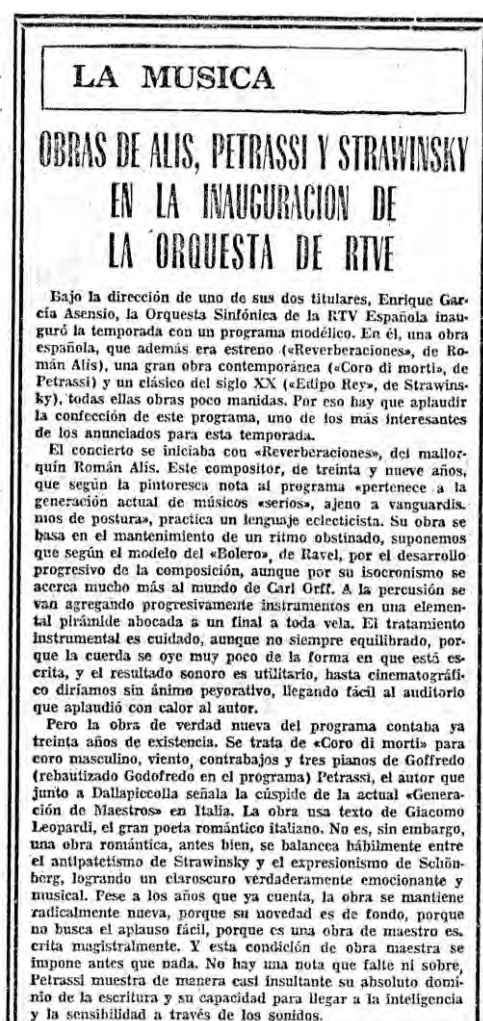 LA MUSICA
OBRAS DE ALIS, PETRASSI Y STRAWINSKY
EN LA INAUGURACION DE
LA ORQUESTA DE RTVE
Bajo la dirección de uno de sus dos titulares, Enrique Gar-
cía Asensio, la Orquesta Sinfónica de la RTV Española inau-
guró la temporada con un programa modélico. En él, una obra
española, que además era estreno («Reverberaciones», de Ro-
mán Alís), una gran obra contemporánea («Coro di morti», de
Petrassi) y un clásico del siglo XX («Edipo Rey», de Strawins-
ky), todas ellas obras poco manidas. Por eso hay que aplaudir
la confección de este programa, uno de los más interesantes
de los anunciados para esta temporada.
El concierto se iniciaba con «Reverberaciones», del mallor-
quín Román Alís. Este compositor, de treinta y nueve años,
que según la pintoresca nota al programa «pertenece a la
generación actual de músicos «serios», ajeno a vanguardis.
mos de postura», practica un lenguaje eclecticista. Su obra se
basa en el mantenimiento de un ritmo obstinado, suponemos
que según el modelo del «Bolero», de Ravel, por el desarrollo
progresivo de la composición, aunque por su isocronismo se
acerca mucho más al mundo de Carl Orff. A la percusión se
van agregando progresivamente instrumentos en una elemen-
tal pirámide abocada a un final a toda vela. El tratamiento
instrumental es cuidado, aunque no siempre equilibrado, por-
que la cuerda se oye muy poco de la forma en que está es-
crita, y el resultado sonoro es utilitario, hasta cinematográfi-
co diríamos sin ánimo peyorativo, llegando fácil al auditorio
que aplaudió con calor al autor.
Pero la obra de verdad nueva del programa contaba ya
treinta años de existencia. Se trata de «Coro di morti» para
coro masculino, viento, contrabajos y tres pianos de Goffredo
(rebautizado Godofredo en el programa) Petrassi, el autor que
junto a Dallapiccolla señala la cúspide de la actual «Genera-
ción de Maestros» en Italia. La obra usa texto de Giacomo
Leopardi, el gran poeta romántico italiano. No es, sin embargo,
una obra romántica, antes bien, se balancea hábilmente entre
el antipatetismo de Strawinsky y el expresionismo de Schön-
berg, logrando un claroscuro verdaderamente emocionante y
musical. Pese a los años que ya cuenta, la obra se mantiene
radicalmente nueva, porque su novedad es de fondo, porque
no busca el aplauso fácil, porque es una obra de maestro es.
crita magistralmente. Y esta condición de obra maestra se
impone antes que nada. No hay una nota que falte ni sobre,
Petrassi muestra de manera casi insultante su absoluto domi-
nio de la escritura y su capacidad para llegar a la inteligencia
y la sensibilidad a través de los sonidos.